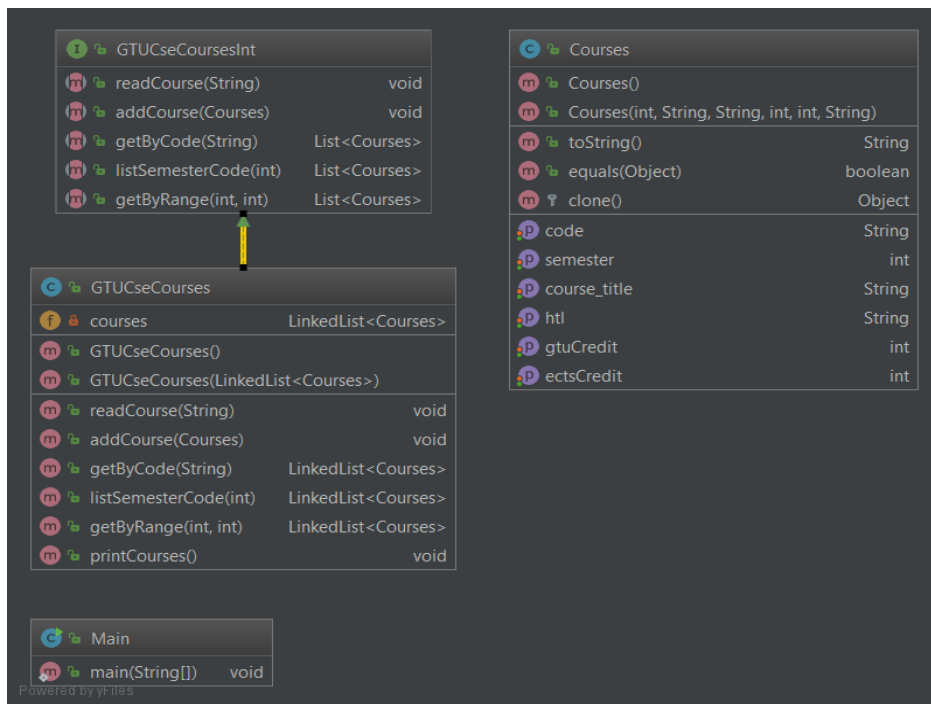 GTUCseCoursesInt
readCourse(String) void
addCourse(Courses) void
getByCode(String) List<Courses>
listSemesterCode(int) List<Courses>
getByRange(int, int) List<Courses>
GTUCseCourses
courses LinkedList<Courses>
GTUCseCourses()
GTUCseCourses(LinkedList<Courses>)
readCourse(String) void
addCourse(Courses) void
getByCode(String) LinkedList<Courses>
listSemesterCode(int) LinkedList<Courses>
getByRange(int, int) LinkedList<Courses>
printCourses() void
Main
main(String[]) void
Powered by yFiles
Courses
Courses()
Courses(int, String, String, int, int, String)
toString() String
equals(Object) boolean
clone() Object
code String
semester int
course_title String
htl String
gtuCredit int
ectsCredit int